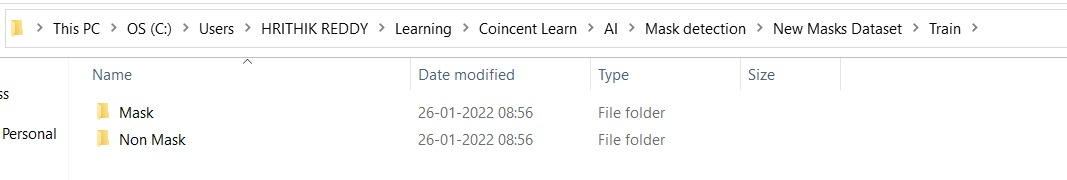 This PC > OS (C:) > Users > HRITHIK REDDY > Learning > Coincent Learn > AI > Mask detection > New Masks Dataset > Train >
Name Date modified Type Size
ss
Mask 26-01-2022 08:56 File folder
Personal
Non Mask 26-01-2022 08:56 File folder